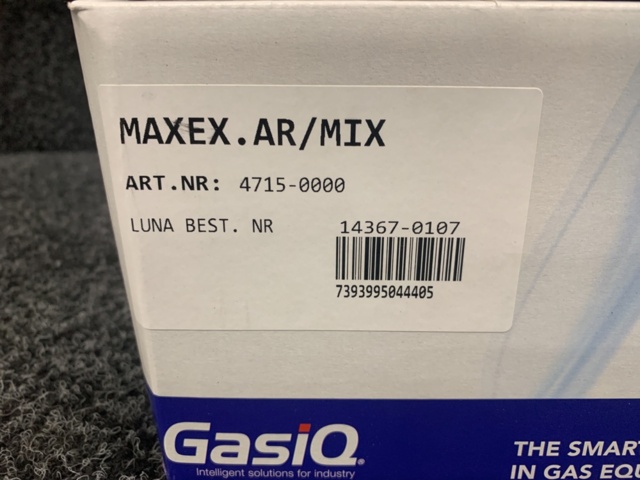 MAXEX.AR/MIX
ART.NR: 4715-0000
LUNA BEST. NR 14367-0107
7393995044405
GasiQ
Intelligent solutions for industry
THE SMAR
IN GAS EQU